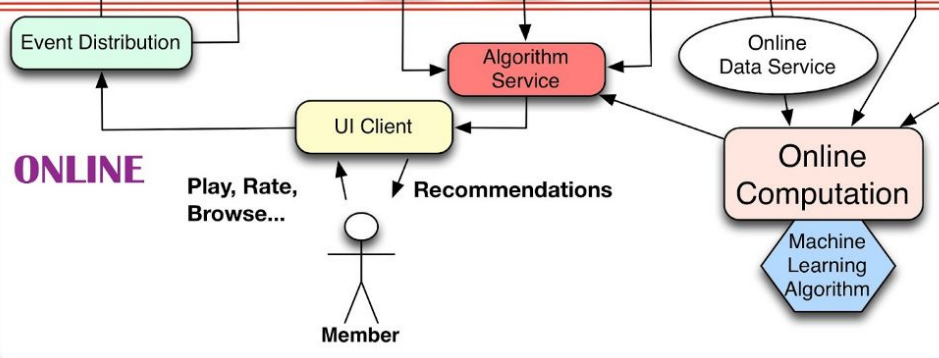 Event Distribution
Algorithm
Service
Online
Data Service
UI Client
ONLINE
Play, Rate,
Browse...
Recommendations
Online
Computation
Machine
Learning
Algorithm
Member